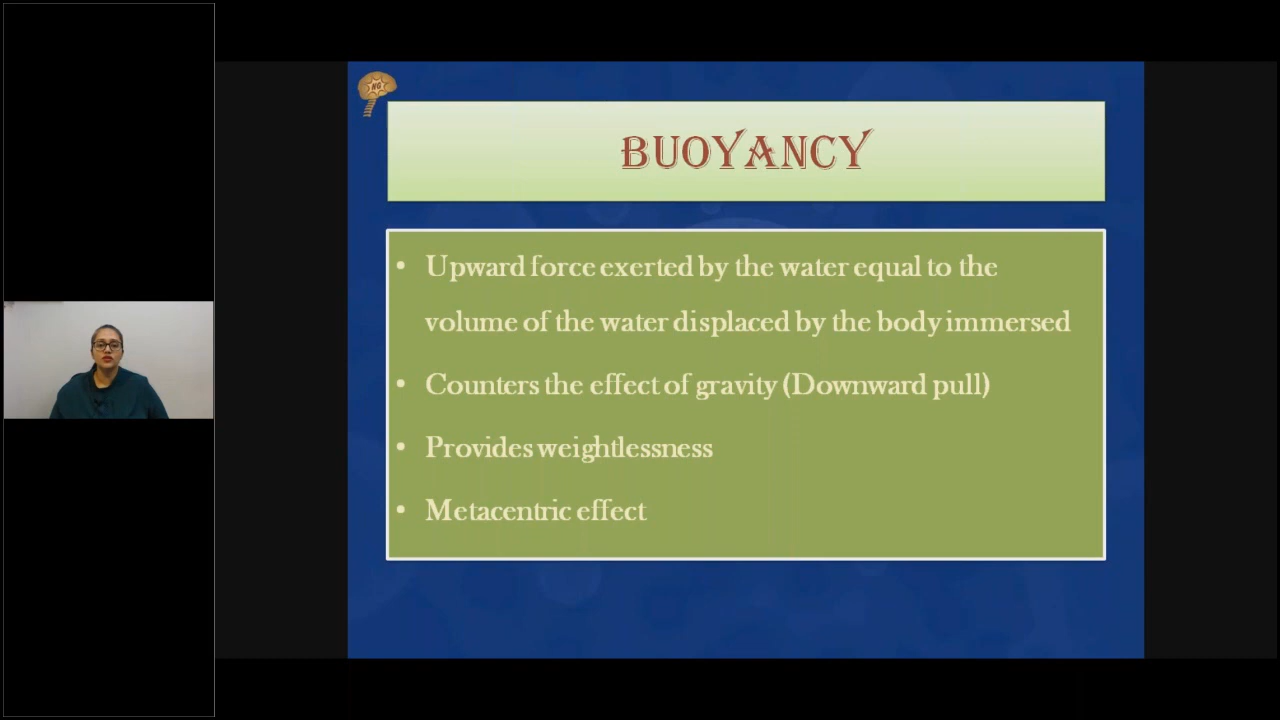 NG
BUOYANCY
• Upward force exerted by the water equal to the
volume of the water displaced by the body immersed
• Counters the effect of gravity (Downward pull)
• Provides weightlessness
• Metacentric effect